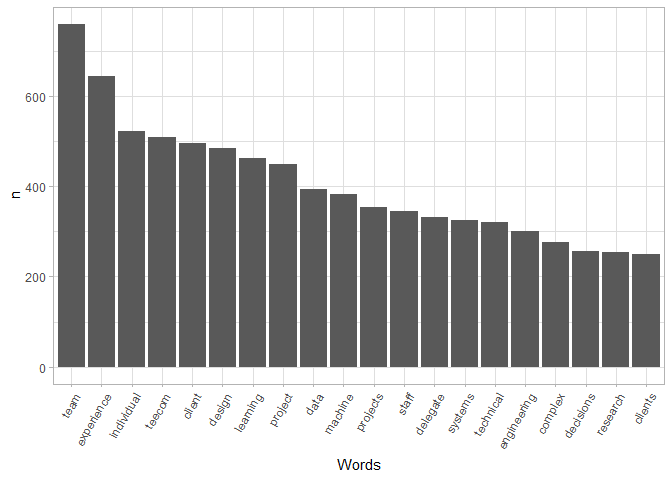 n
600
400
200
0
team
experience
individual
teecom
client
design
learning
project
data
machine
projects
staff
delegate
systems
technical
engineering
complex
decisions
research
clients
Words